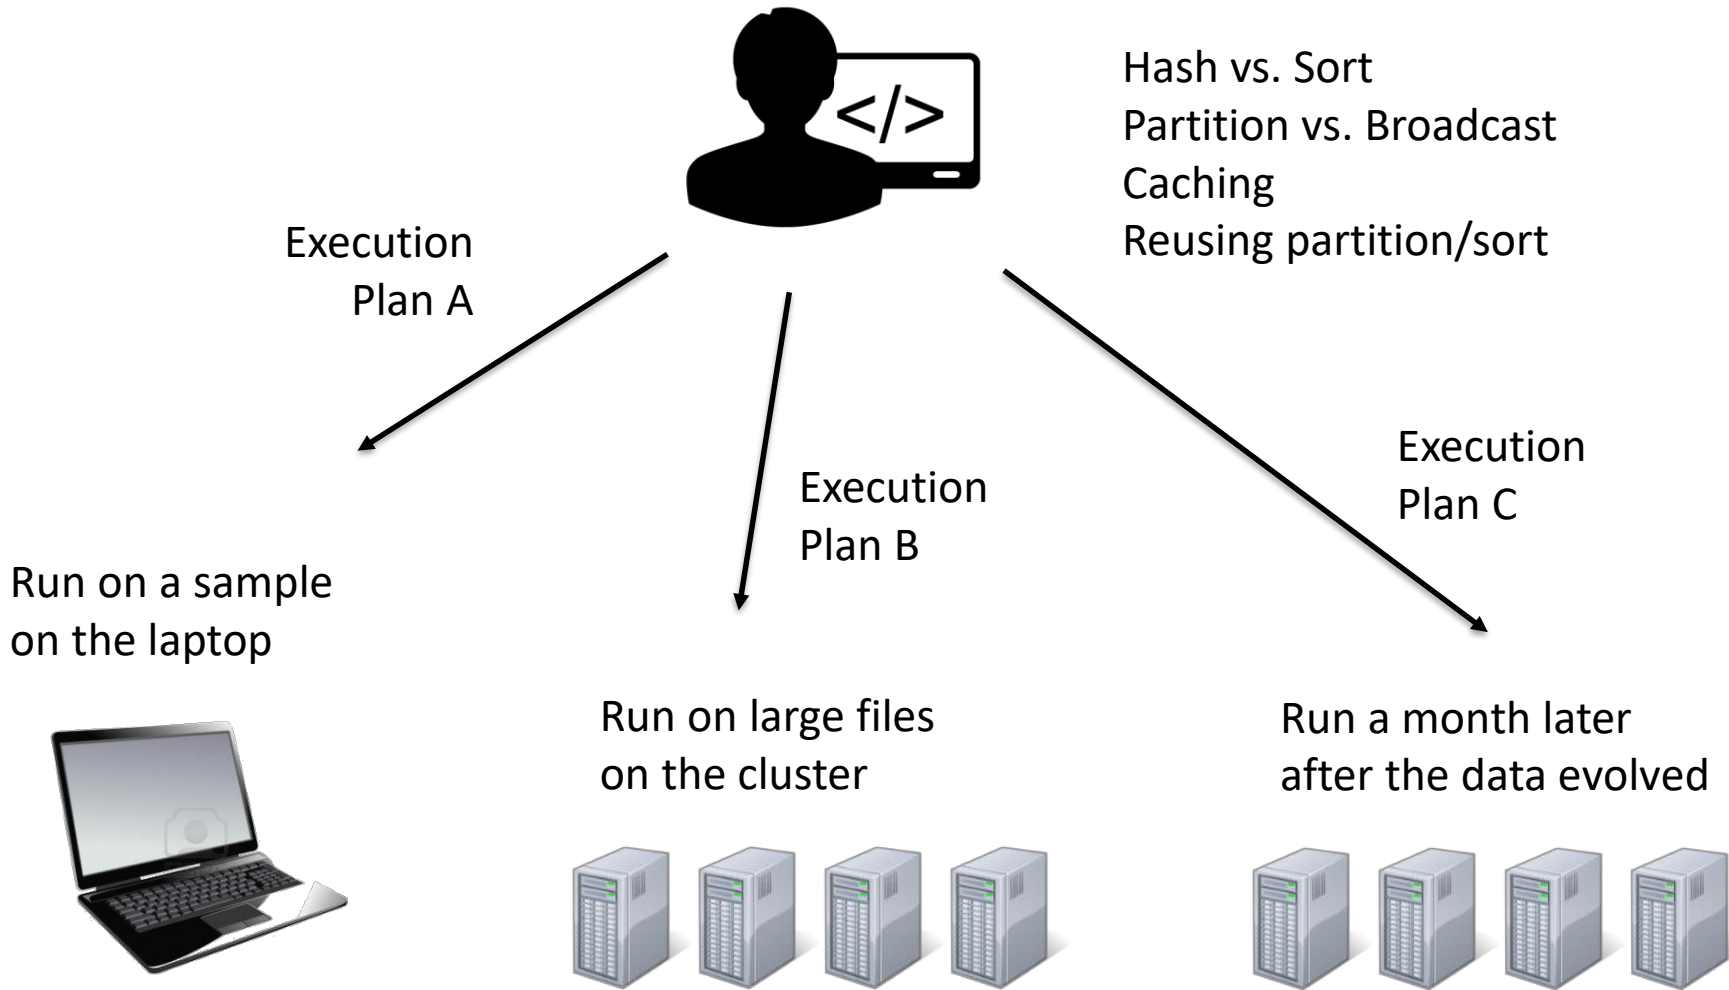 </>
Hash vs. Sort
Partition vs. Broadcast
Caching
Reusing partition/sort
Execution
Plan A
Execution
Plan B
Execution
Plan C
Run on a sample
on the laptop
Run on large files
on the cluster
Run a month later
after the data evolved